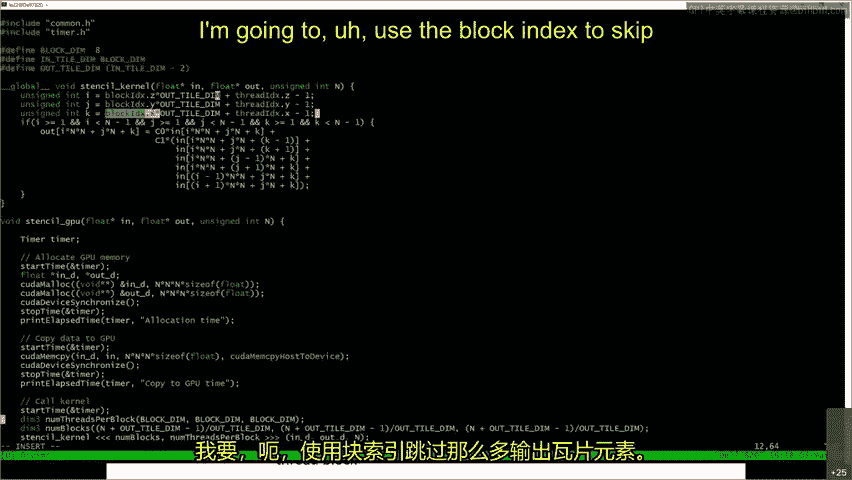 I'm going to, uh, use the block index to skip
#include "common.h"
#include "timer.h"
#define BLOCK_DIM 8
#define IN_TILE_DIM BLOCK_DIM
#define OUT_TILE_DIM (IN_TILE_DIM - 2)
__global__ void stencil_kernel(float* in, float* out, unsigned int N) {
unsigned int i = blockIdx.z*OUT_TILE_DIM + threadIdx.z - 1;
unsigned int j = blockIdx.y*OUT_TILE_DIM + threadIdx.y - 1;
unsigned int k = blockIdx.x*OUT_TILE_DIM + threadIdx.x - 1;
if(i >= 1 && i < N - 1 && j >= 1 && j < N - 1 && k >= 1 && k < N - 1) {
out[i*N*N + j*N + k] = C0*in[i*N*N + j*N + k] +
C1*(in[i*N*N + j*N + (k - 1)] +
in[i*N*N + j*N + (k + 1)] +
in[i*N*N + (j - 1)*N + k] +
in[i*N*N + (j + 1)*N + k] +
in[(i - 1)*N*N + j*N + k] +
in[(i + 1)*N*N + j*N + k]);
}
}
void stencil_gpu(float* in, float* out, unsigned int N) {
Timer timer;
// Allocate GPU memory
startTime(&timer);
float *in_d, *out_d;
cudaMalloc((void**) &in_d, N*N*N*sizeof(float));
cudaMalloc((void**) &out_d, N*N*N*sizeof(float));
cudaDeviceSynchronize();
stopTime(&timer);
printElapsedTime(timer, "Allocation time");
// Copy data to GPU
startTime(&timer);
cudaMemcpy(in_d, in, N*N*N*sizeof(float), cudaMemcpyHostToDevice);
cudaDeviceSynchronize();
stopTime(&timer);
printElapsedTime(timer, "Copy to GPU time");
// Call kernel
startTime(&timer);
dim3 numThreadsPerBlock(BLOCK_DIM, BLOCK_DIM, BLOCK_DIM);
dim3 numBlocks((N + OUT_TILE_DIM - 1)/OUT_TILE_DIM, (N + OUT_TILE_DIM - 1)/OUT_TILE_DIM, (N + OUT_TILE_DIM - 1)/OUT_TILE_DIM);
stencil_kernel <<< numBlocks, numThreadsPerBlock >>> (in_d, out_d, N);
-- INSERT --
12,64
我要，呃，使用块索引跳过那么多输出瓦片元素。
+25